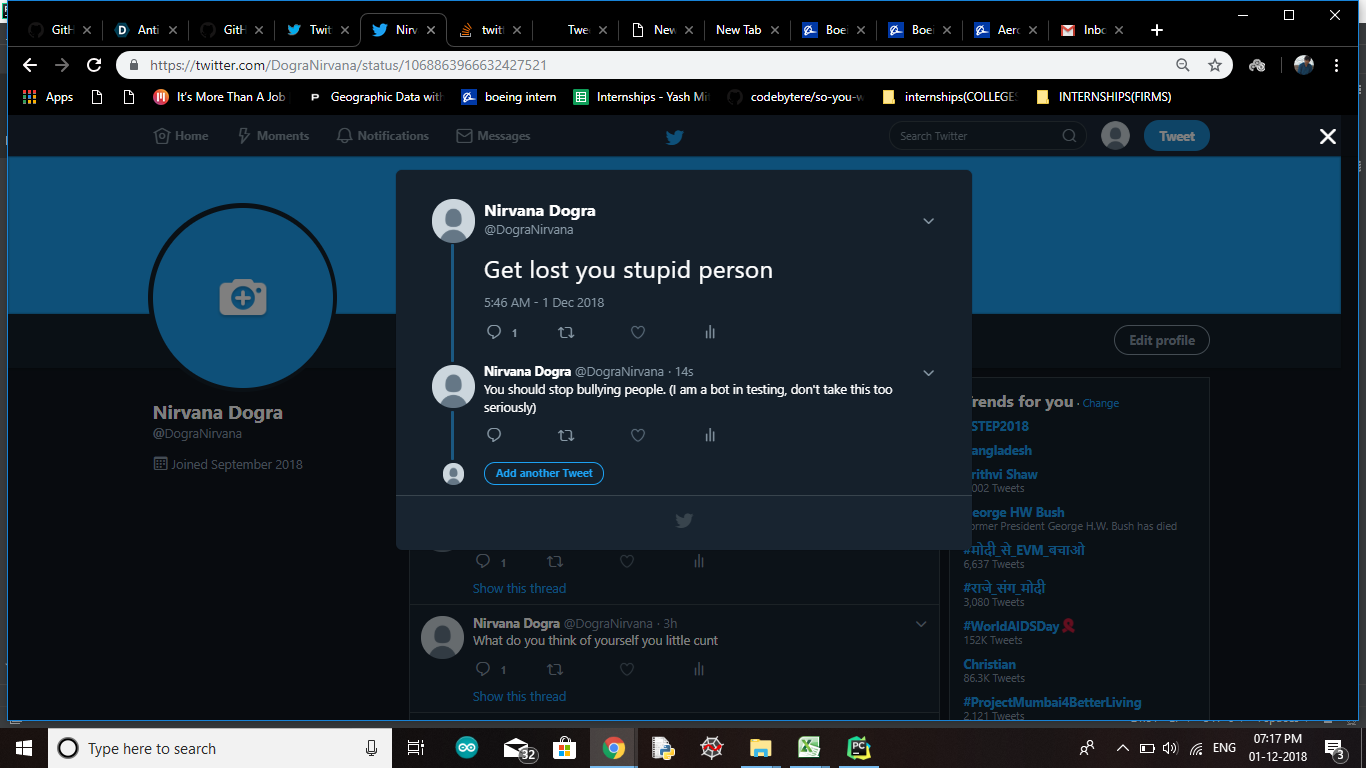 GitH
Anti
GitH
Twit
Nirv
twit
Twe
New
New Tab
Boei
Boei
Aero
Inbo
https://twitter.com/DograNirvana/status/1068863966632427521
Apps
It's More Than A Job
Geographic Data with
boeing intern
Internships - Yash Mit
codebytere/so-you-w
internships(COLLEGES
INTERNSHIPS(FIRMS)
Home
Moments
Notifications
Messages
Search Twitter
Tweet
Nirvana Dogra
@DograNirvana
Joined September 2018
Edit profile
Nirvana Dogra
@DograNirvana
Get lost you stupid person
5:46 AM - 1 Dec 2018
1
Nirvana Dogra @DograNirvana · 14s
You should stop bullying people. (I am a bot in testing, don't take this too
seriously)
Add another Tweet
1
Show this thread
Nirvana Dogra @DograNirvana · 3h
What do you think of yourself you little cunt
1
Show this thread
rends for you · Change
STEP2018
angladesh
rithvi Shaw
002 Tweets
eorge HW Bush
ormer President George H.W. Bush has died
#मोदी_से_EVM_बचाओ
6,637 Tweets
#राजे_संग_मोदी
3,080 Tweets
#WorldAIDSDay
152K Tweets
Christian
86.3K Tweets
#ProjectMumbai4BetterLiving
2,121 Tweets
Type here to search
32
PC
ENG
07:17 PM
01-12-2018
3